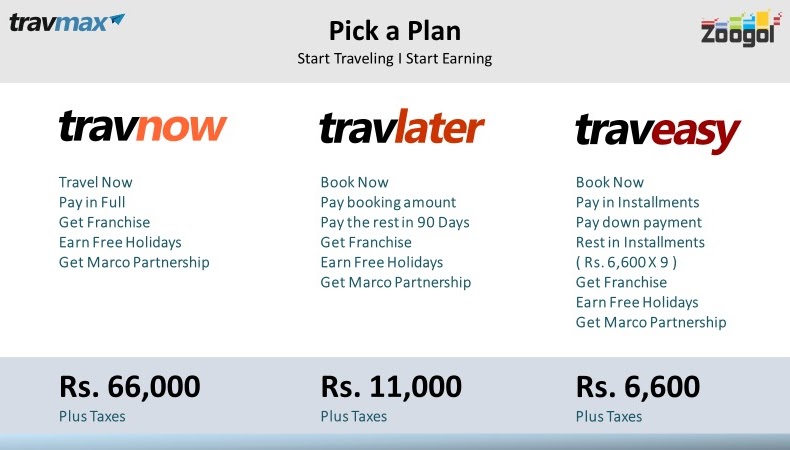 travmax
Pick a Plan
Start Traveling I Start Earning
Zoogol
travnow
Travel Now
Pay in Full
Get Franchise
Earn Free Holidays
Get Marco Partnership
Rs. 66,000
Plus Taxes
travlater
Book Now
Pay booking amount
Pay the rest in 90 Days
Get Franchise
Earn Free Holidays
Get Marco Partnership
Rs. 11,000
Plus Taxes
traveasy
Book Now
Pay in Installments
Pay down payment
Rest in Installments
( Rs. 6,600 X 9 )
Get Franchise
Earn Free Holidays
Get Marco Partnership
Rs. 6,600
Plus Taxes